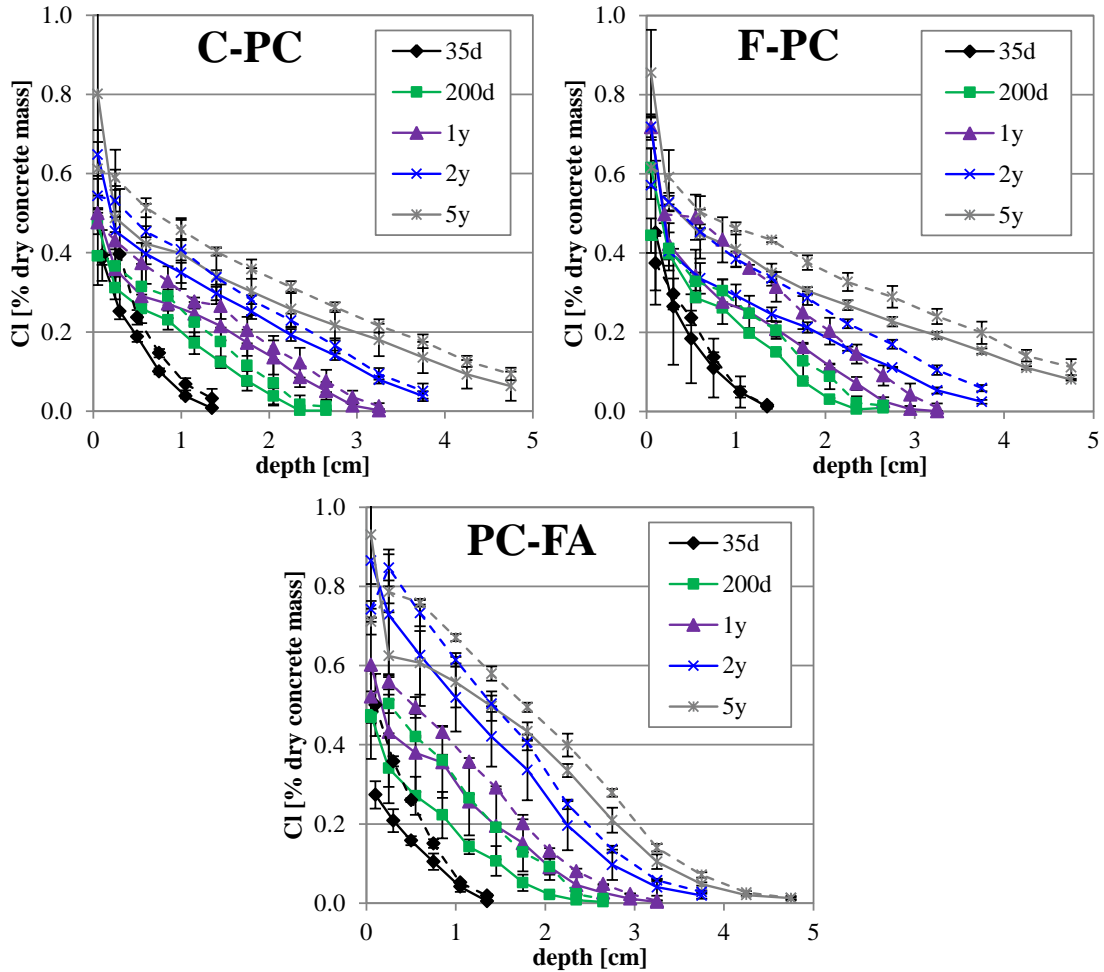 C-PC
Cl [% dry concrete mass]
1.0
0.8
0.6
0.4
0.2
0.0
0 1 2 3 4 5
depth [cm]
35d
200d
1y
2y
5y
F-PC
Cl [% dry concrete mass]
1.0
0.8
0.6
0.4
0.2
0.0
0 1 2 3 4 5
depth [cm]
35d
200d
1y
2y
5y
PC-FA
Cl [% dry concrete mass]
1.0
0.8
0.6
0.4
0.2
0.0
0 1 2 3 4 5
depth [cm]
35d
200d
1y
2y
5y